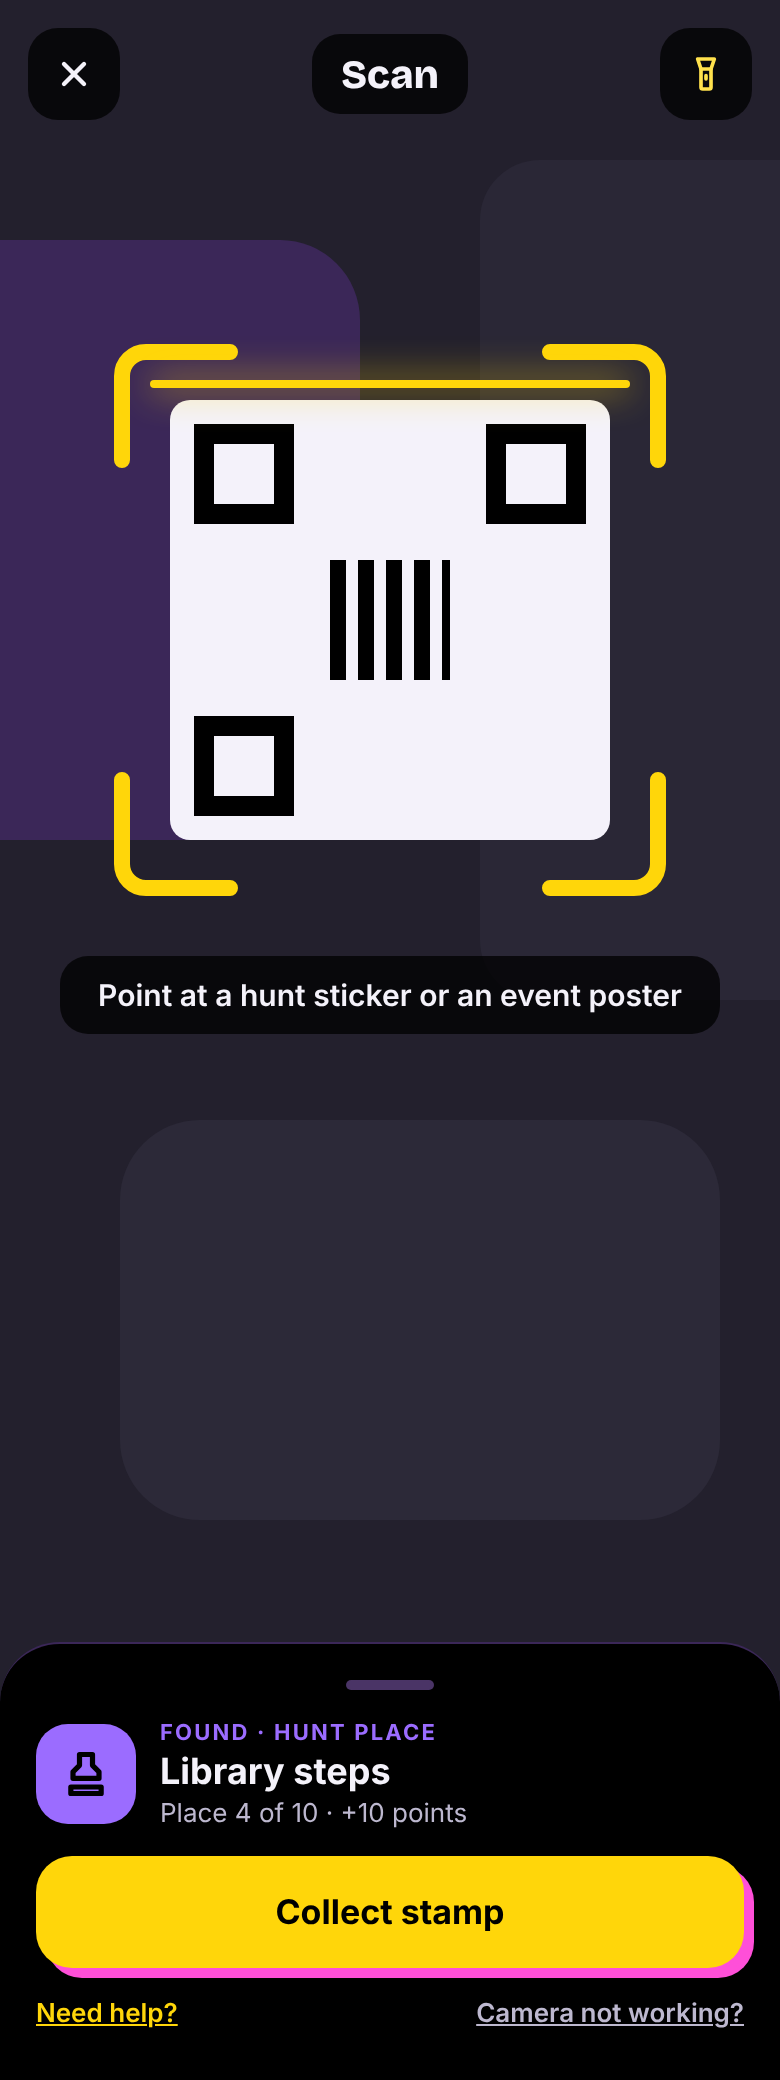 Scan
Point at a hunt sticker or an event poster
FOUND · HUNT PLACE
Library steps
Place 4 of 10 · +10 points
Collect stamp
Need help?
Camera not working?